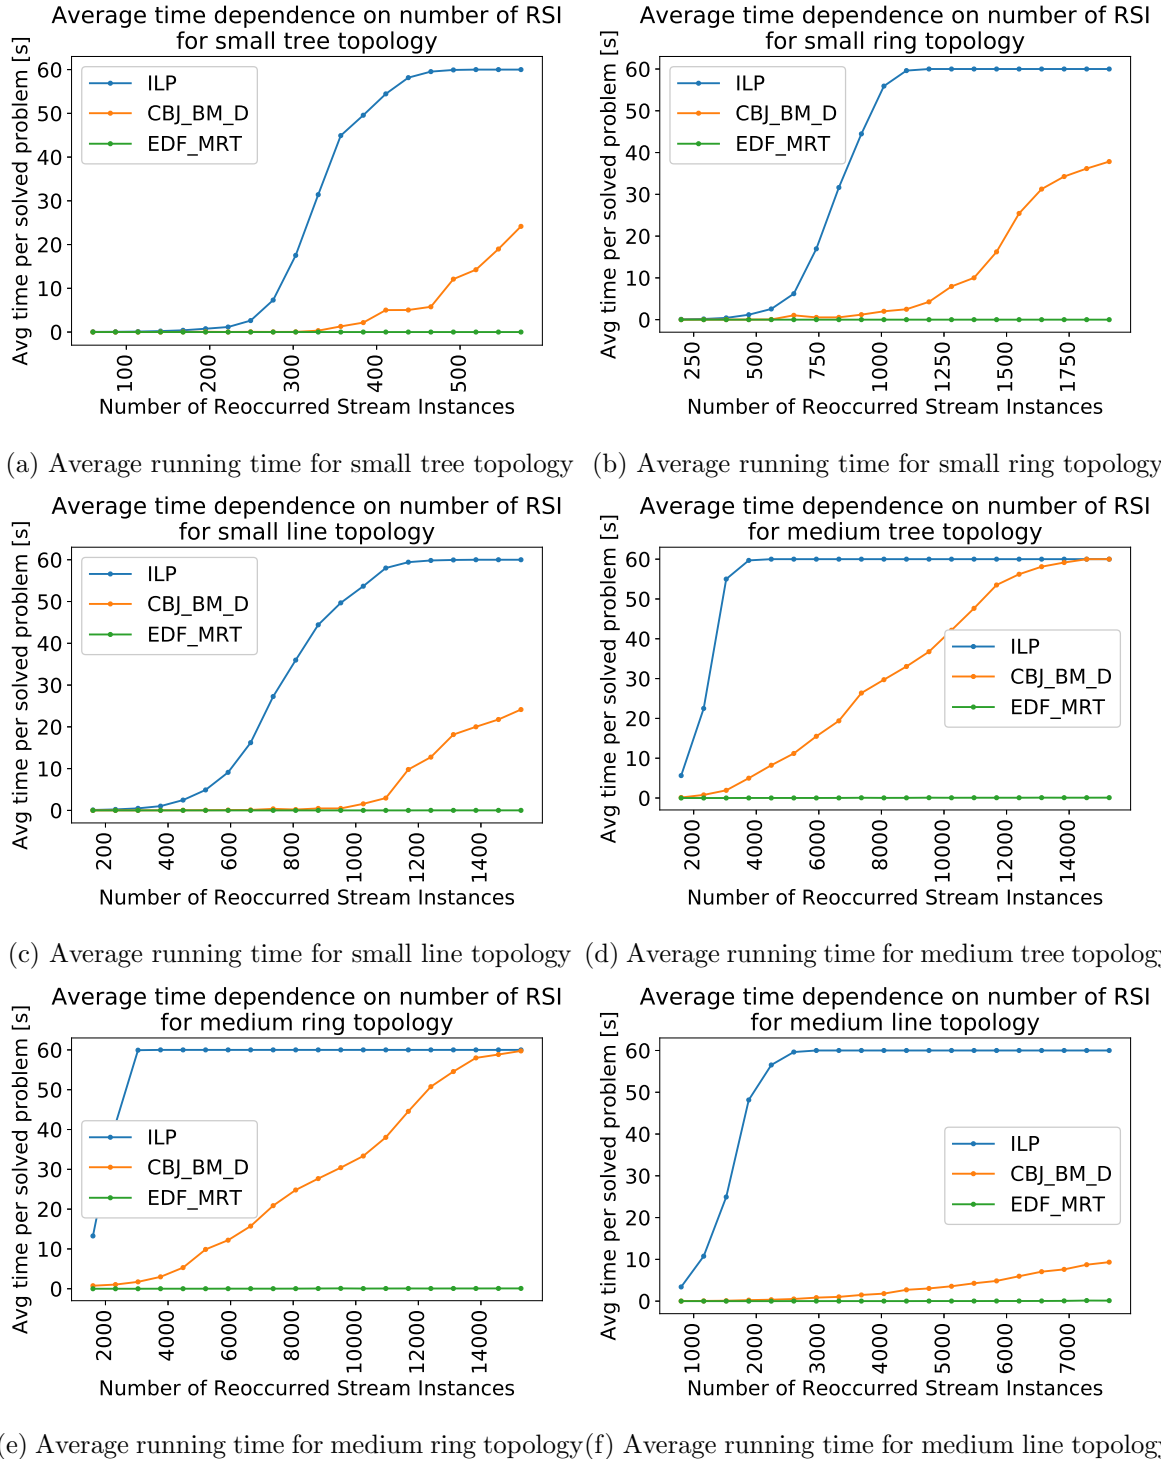 Average time dependence on number of RSI
for small tree topology
Avg time per solved problem [s]
60
50
40
30
20
10
0
ILP
CBJ_BM_D
EDF_MRT
100
200
300
400
500
Number of Reoccurred Stream Instances
(a) Average running time for small tree topology
Average time dependence on number of RSI
for small ring topology
Avg time per solved problem [s]
60
50
40
30
20
10
0
ILP
CBJ_BM_D
EDF_MRT
250
500
750
1000
1250
1500
1750
Number of Reoccurred Stream Instances
(b) Average running time for small ring topology
Average time dependence on number of RSI
for small line topology
Avg time per solved problem [s]
60
50
40
30
20
10
0
ILP
CBJ_BM_D
EDF_MRT
200
400
600
800
1000
1200
1400
Number of Reoccurred Stream Instances
(c) Average running time for small line topology
Average time dependence on number of RSI
for medium tree topology
Avg time per solved problem [s]
60
50
40
30
20
10
0
ILP
CBJ_BM_D
EDF_MRT
2000
4000
6000
8000
10000
12000
14000
Number of Reoccurred Stream Instances
(d) Average running time for medium tree topology
Average time dependence on number of RSI
for medium ring topology
Avg time per solved problem [s]
60
50
40
30
20
10
0
ILP
CBJ_BM_D
EDF_MRT
2000
4000
6000
8000
10000
12000
14000
Number of Reoccurred Stream Instances
(e) Average running time for medium ring topology
Average time dependence on number of RSI
for medium line topology
Avg time per solved problem [s]
60
50
40
30
20
10
0
ILP
CBJ_BM_D
EDF_MRT
1000
2000
3000
4000
5000
6000
7000
Number of Reoccurred Stream Instances
(f) Average running time for medium line topology